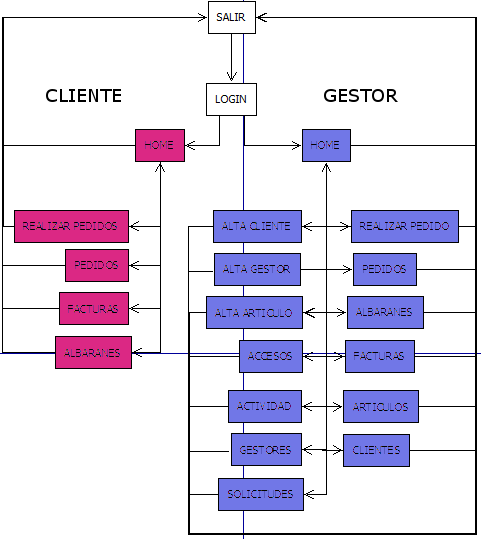 SALIR
CLIENTE
LOGIN
GESTOR
HOME
HOME
REALIZAR PEDIDOS
PEDIDOS
FACTURAS
ALBARANES
ALTA CLIENTE
REALIZAR PEDIDO
ALTA GESTOR
PEDIDOS
ALTA ARTICULO
ALBARANES
ACCESOS
FACTURAS
ACTIVIDAD
ARTICULOS
GESTORES
CLIENTES
SOLICITUDES